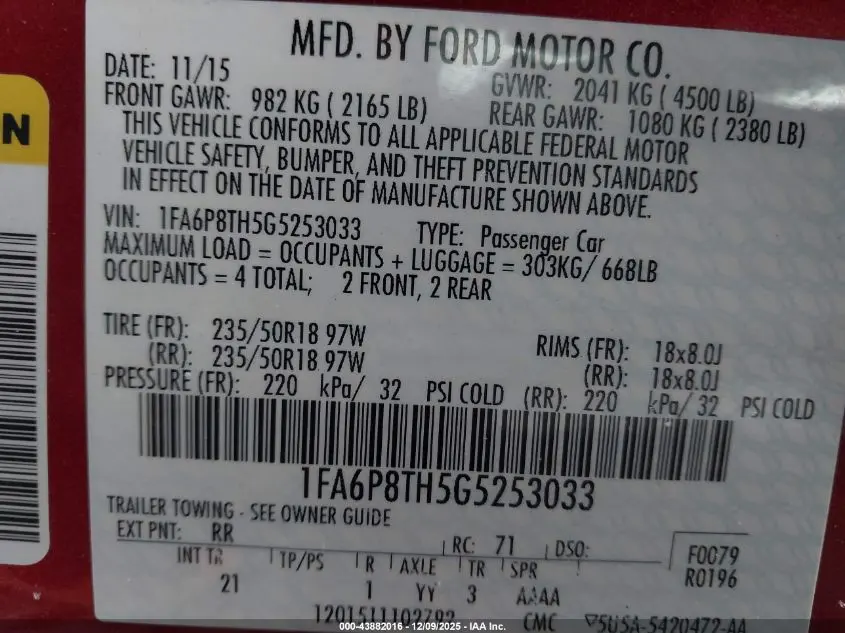 MFD. BY FORD MOTOR CO.
DATE: 11/15 GVWR: 2041 KG ( 4500 LB)
FRONT GAWR: 982 KG ( 2165 LB) REAR GAWR: 1080 KG ( 2380 LB)
THIS VEHICLE CONFORMS TO ALL APPLICABLE FEDERAL MOTOR
VEHICLE SAFETY, BUMPER, AND THEFT PREVENTION STANDARDS
IN EFFECT ON THE DATE OF MANUFACTURE SHOWN ABOVE.
VIN: 1FA6P8TH5G5253033 TYPE: Passenger Car
MAXIMUM LOAD = OCCUPANTS + LUGGAGE = 303KG/ 668LB
OCCUPANTS = 4 TOTAL; 2 FRONT, 2 REAR
TIRE (FR): 235/50R18 97W RIMS (FR): 18x8.0J
(RR): 235/50R18 97W (RR): 18x8.0J
PRESSURE (FR): 220 kPa/ 32 PSI COLD (RR): 220 kPa/ 32 PSI COLD
1FA6P8TH5G5253033
TRAILER TOWING - SEE OWNER GUIDE
EXT PNT: RR RC: 71 DSO: F0079
INT TR TP/PS R AXLE TR SPR R0196
21 1 YY 3 AAAA
CMC 5U5A-5420472-AA
N
000-43882016 - 12/09/2025 - IAA Inc.